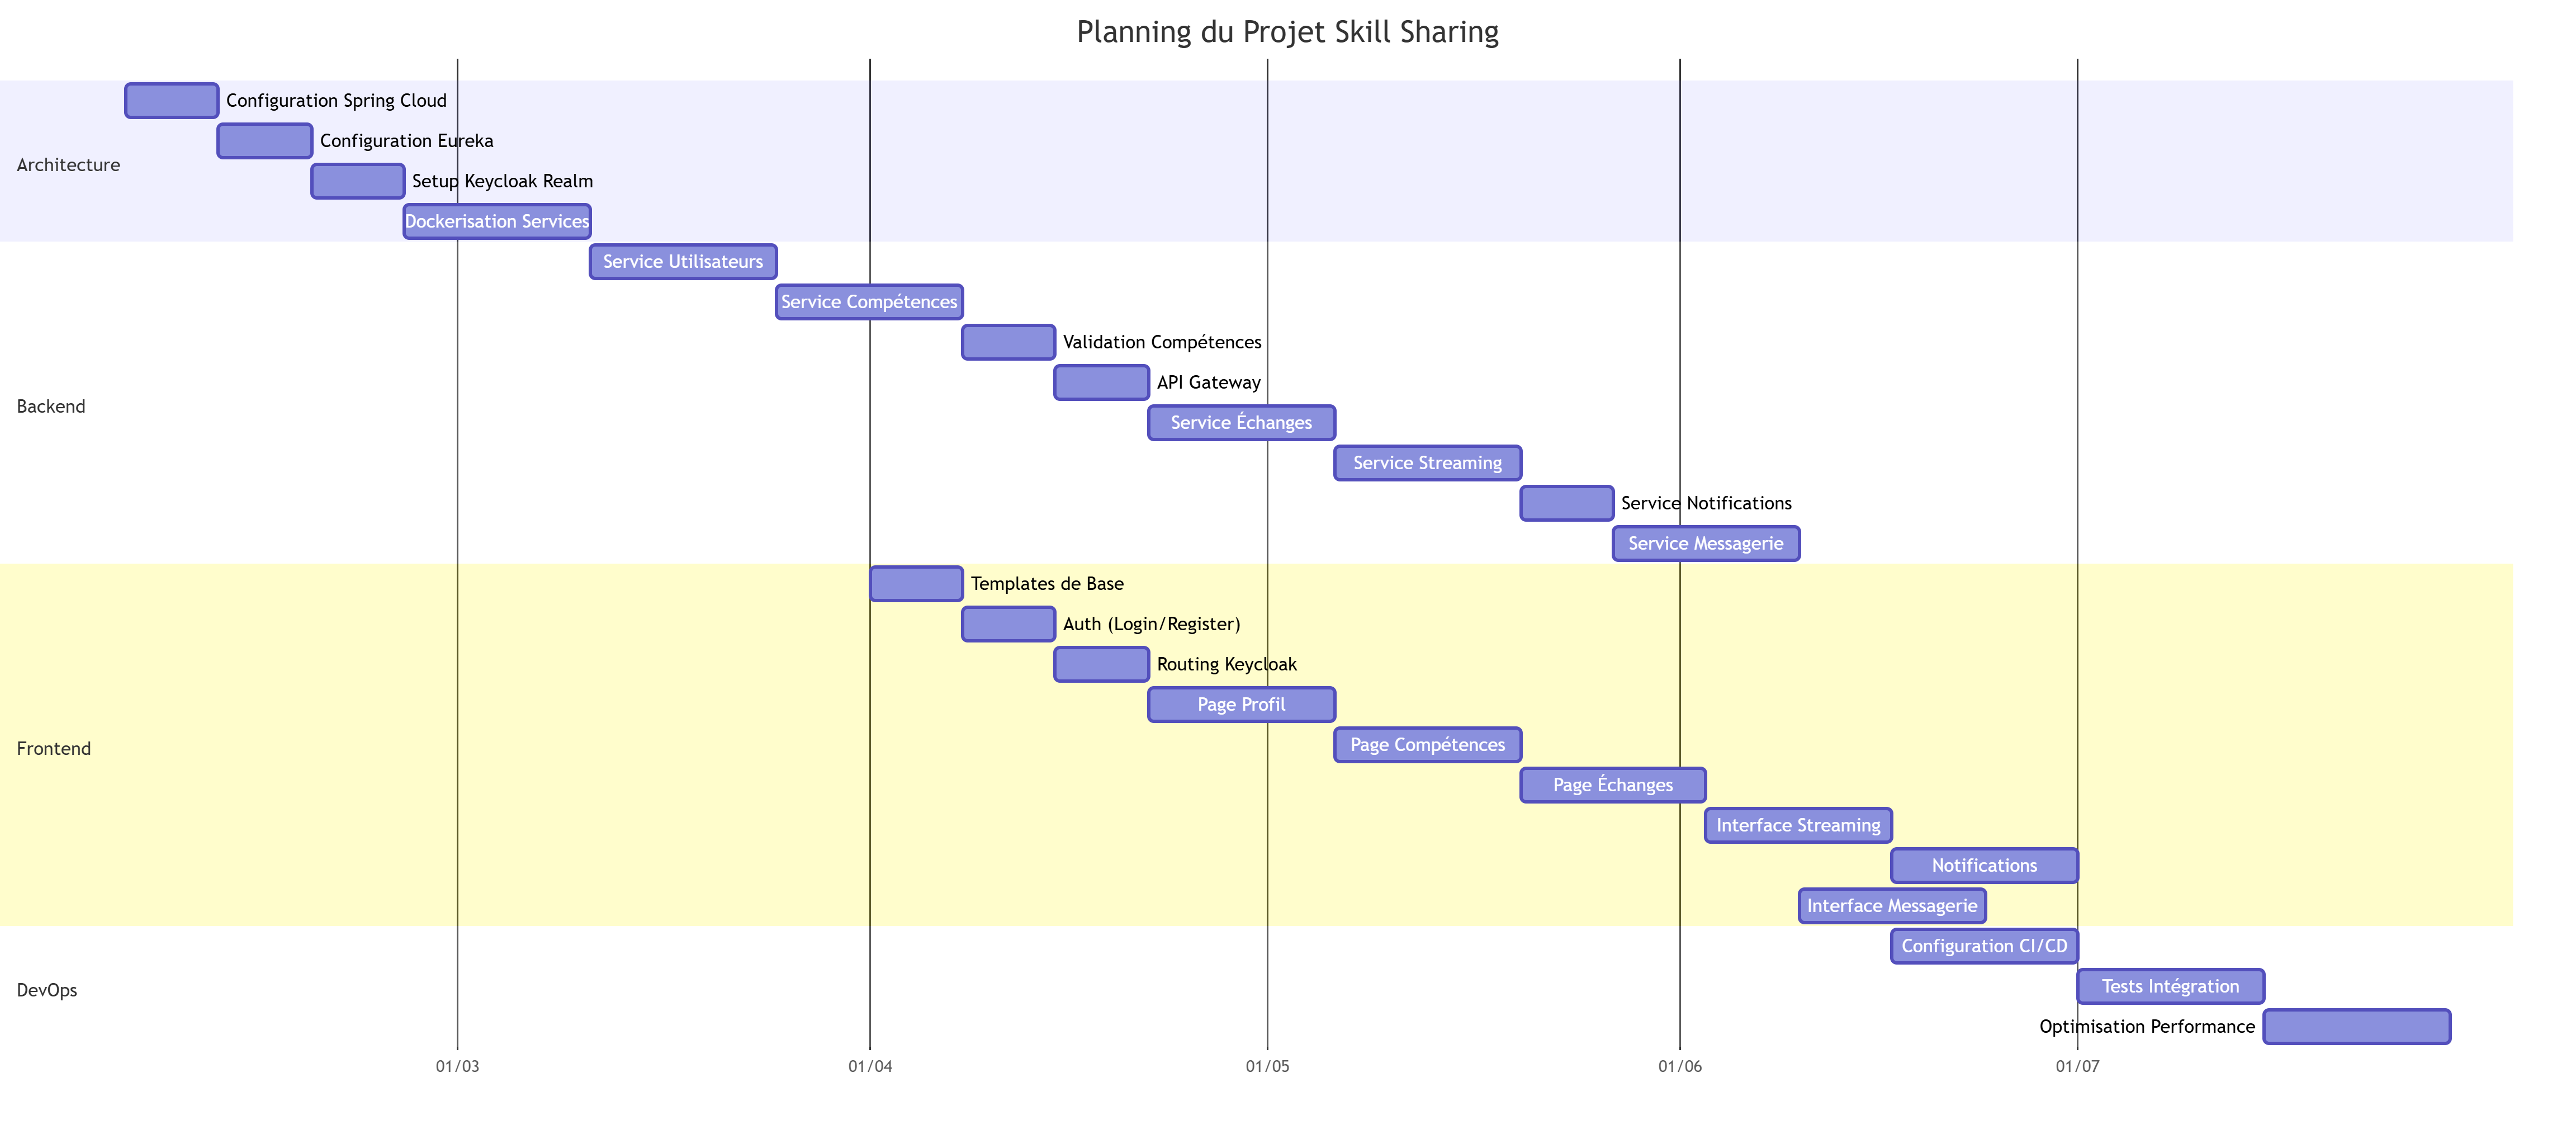 Planning du Projet Skill Sharing
Architecture
Configuration Spring Cloud
Configuration Eureka
Setup Keycloak Realm
Dockerisation Services
Backend
Service Utilisateurs
Service Compétences
Validation Compétences
API Gateway
Service Échanges
Service Streaming
Service Notifications
Service Messagerie
Frontend
Templates de Base
Auth (Login/Register)
Routing Keycloak
Page Profil
Page Compétences
Page Échanges
Interface Streaming
Notifications
Interface Messagerie
DevOps
Configuration CI/CD
Tests Intégration
Optimisation Performance
01/03
01/04
01/05
01/06
01/07